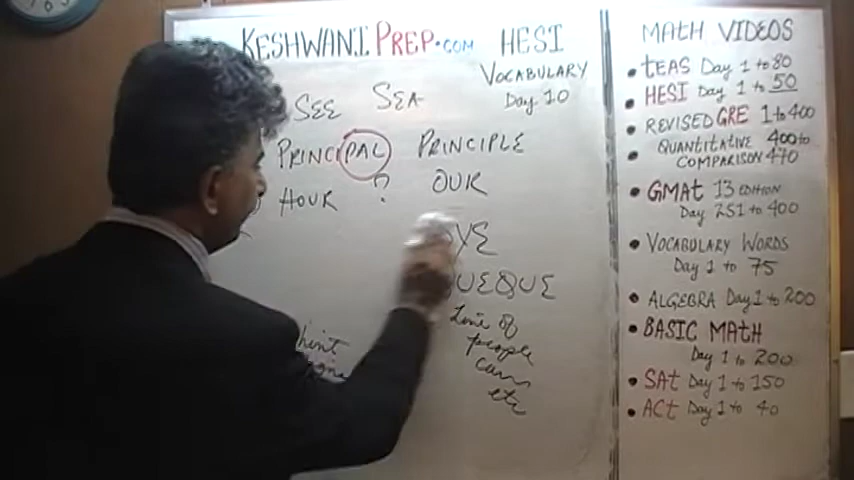 KESHWANI PREP.COM HESI
VOCABULARY
Day 10
SEE SEA
PRINCIPAL PRINCIPLE
HOUR ? OUR
YE
QUEQUE
Line of
people
cars
etc
hint
MATH VIDEOS
• TEAS Day 1 to 80
• HESI Day 1 to 50
• REVISED GRE 1 to 400
• QUANTITATIVE 400 to
COMPARISON 470
• GMAT 13 EDITION
Day 251 to 400
• VOCABULARY WORDS
Day 1 to 75
• ALGEBRA Day 1 to 200
• BASIC MATH
Day 1 to 200
• SAT Day 1 to 150
• ACT Day 1 to 40